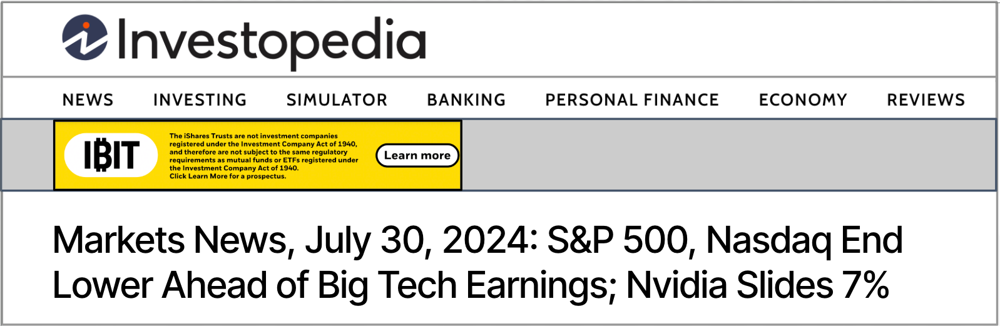 Investopedia
NEWS INVESTING SIMULATOR BANKING PERSONAL FINANCE ECONOMY REVIEWS
IBIT
The iShares Trusts are not investment companies
registered under the Investment Company Act of 1940,
and therefore are not subject to the same regulatory
requirements as mutual funds or ETFs registered under
the Investment Company Act of 1940.
Click Learn More for a prospectus.
Learn more
Markets News, July 30, 2024: S&P 500, Nasdaq End
Lower Ahead of Big Tech Earnings; Nvidia Slides 7%